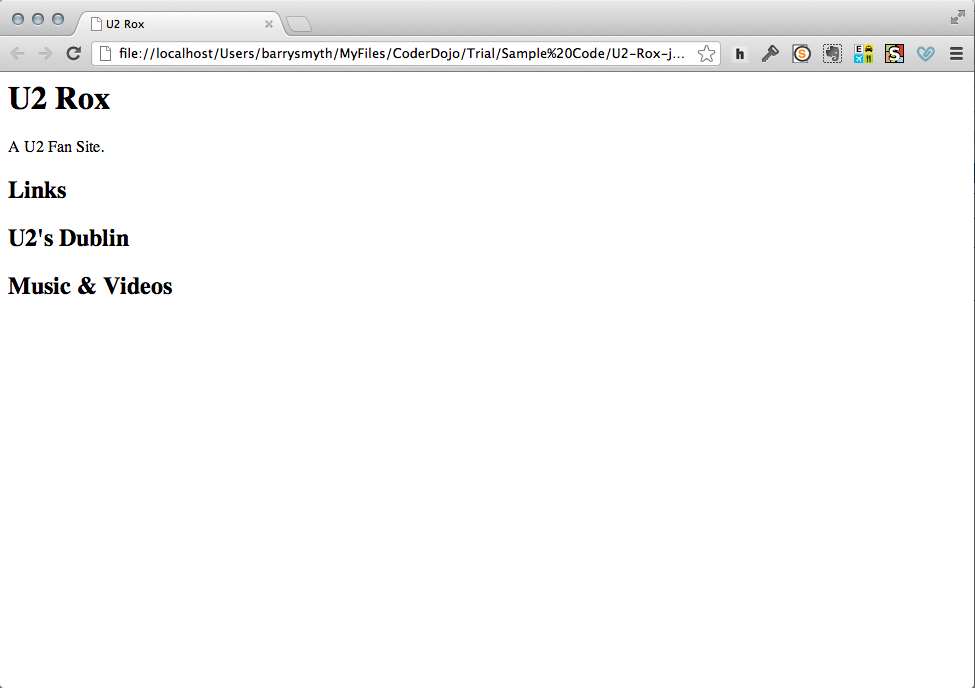 U2 Rox
file://localhost/Users/barrysmyth/MyFiles/CoderDojo/Trial/Sample%20Code/U2-Rox-j...
h
S
E
X
S
U2 Rox
A U2 Fan Site.
Links
U2's Dublin
Music & Videos